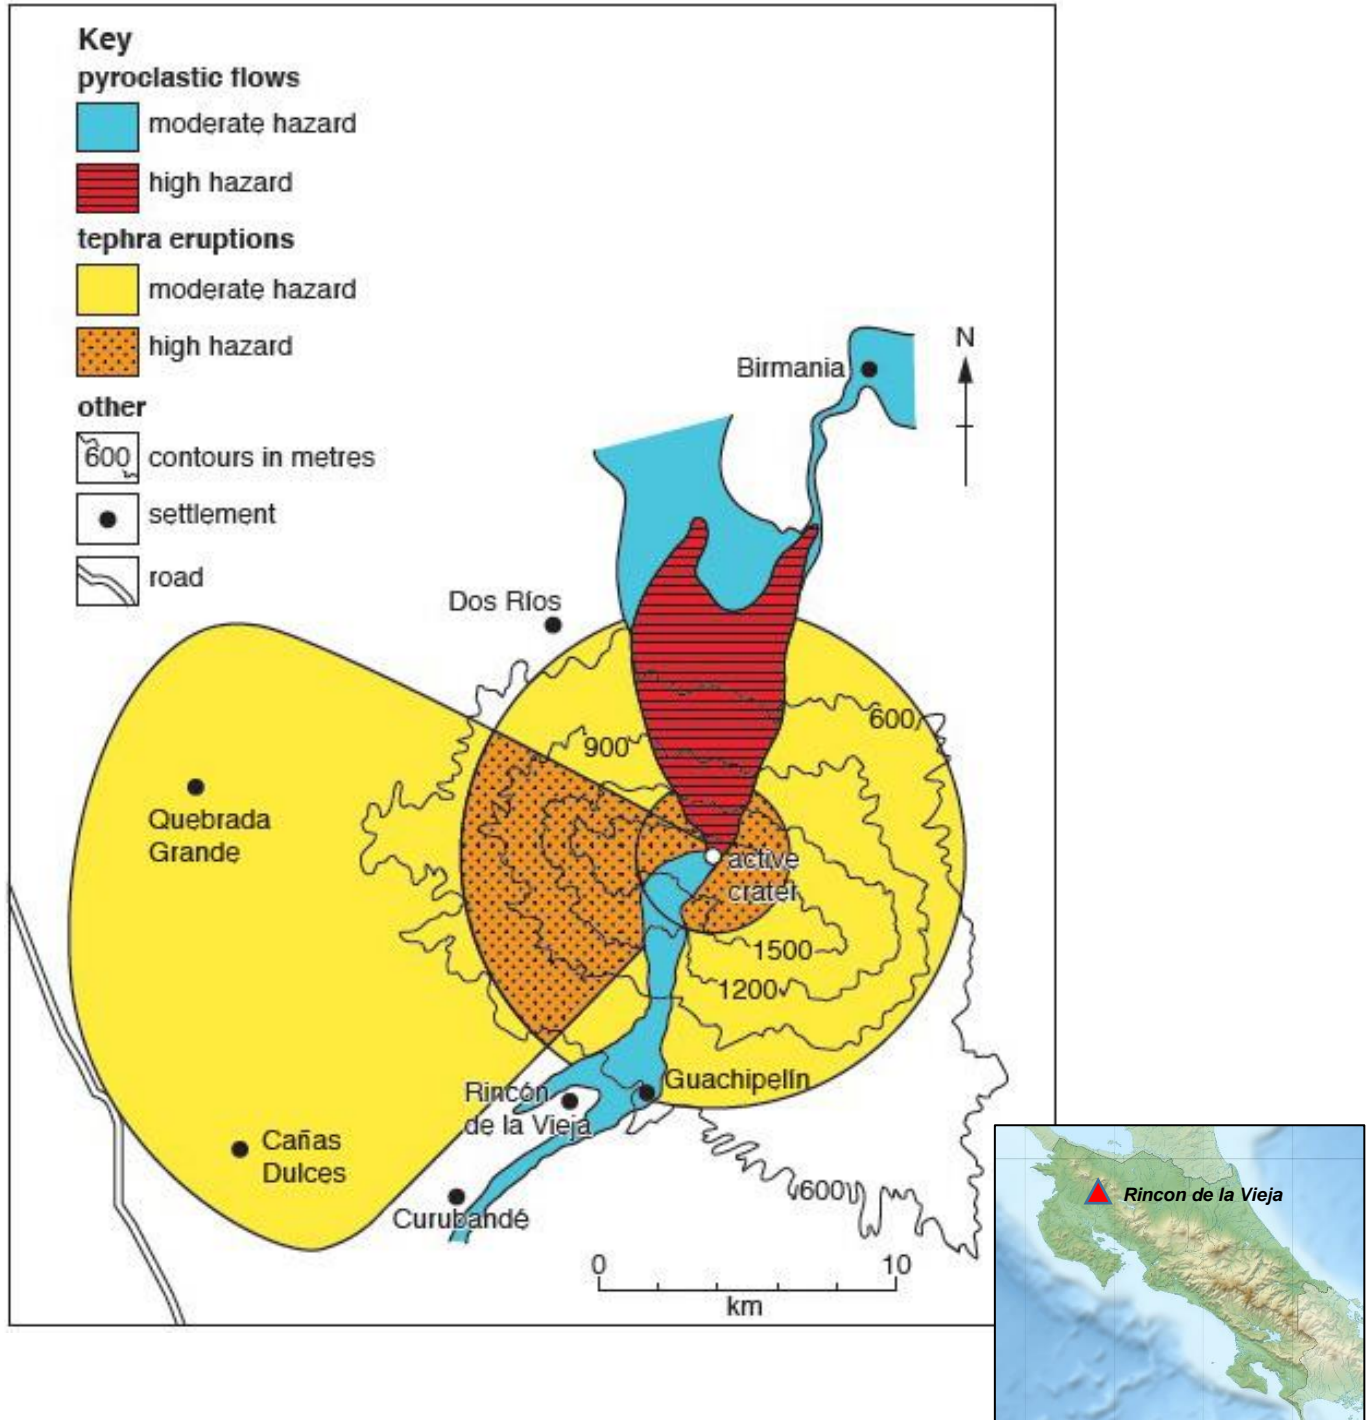 Key
pyroclastic flows
moderate hazard
high hazard
tephra eruptions
moderate hazard
high hazard
other
600
contours in metres
settlement
road
N
Birmania
Dos Ríos
600
900
Quebrada
Grande
active
crater
1500
1200
Guachipelín
Rincón
de la Vieja
Cañas
Dulces
Curubandé
600
0
10
km
Rincon de la Vieja